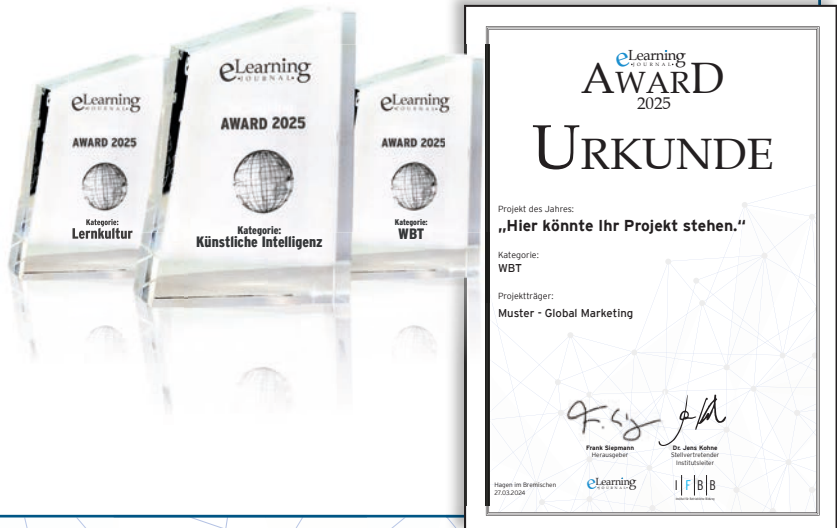 eLearning
JOURNAL
AWARD 2025
Kategorie:
Lernkultur
eLearning
JOURNAL
AWARD 2025
Kategorie:
Künstliche Intelligenz
eLearning
JOURNAL
AWARD 2025
Kategorie:
WBT
eLearning
JOURNAL
AWARD
2025
URKUNDE
Projekt des Jahres:
„Hier könnte Ihr Projekt stehen.“
Kategorie:
WBT
Projektträger:
Muster - Global Marketing
Frank Siepmann
Herausgeber
Dr. Jens Kohne
Stellvertretender
Institutsleiter
Hagen im Bremischen
27.03.2024
eLearning
JOURNAL
I F B B